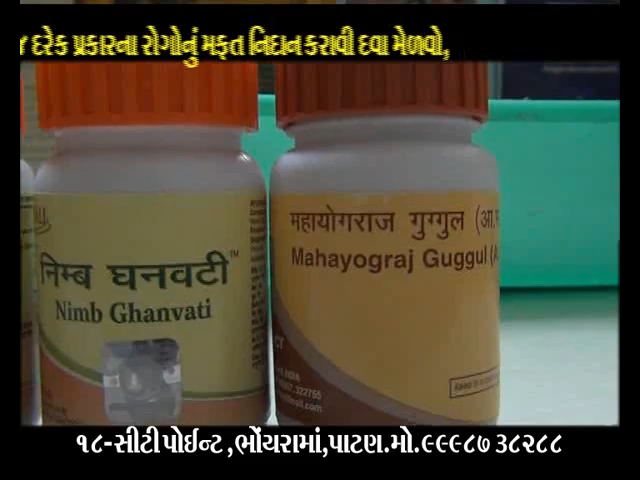 દરેક પ્રકારના રોગોનું મફત નિદાન કરાવી દવા મેળવો,
निम्ब घनवटी™
Nimb Ghanvati
महायोगराज गुग्गुल (आ.
Mahayograj Guggul (A
૧૮-સીટી પોઈન્ટ ,ભોંયરામાં,પાટણ.મો.૯૯૯૮૭ ૩૮૨૮૮